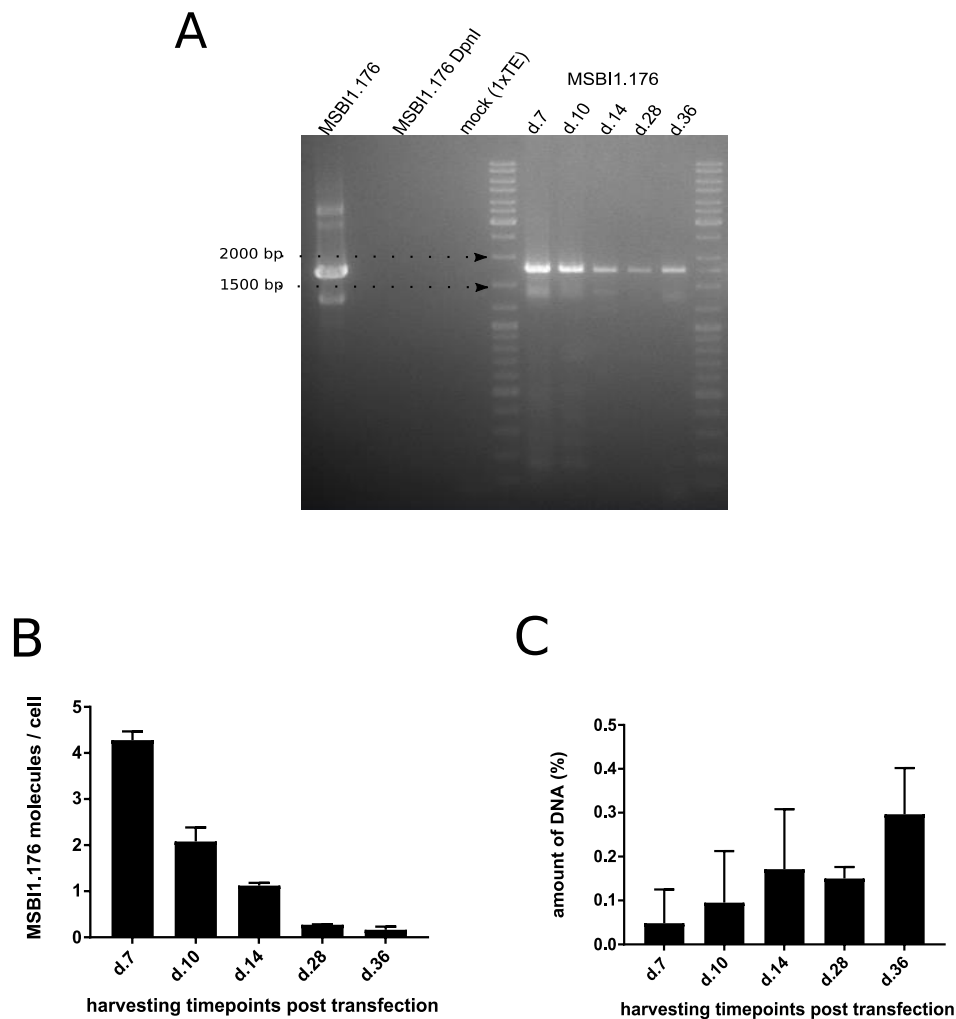 A
MSBI1.176
MSBI1.176 DpnI
mock (1xTE)
MSBI1.176
d.7
d.10
d.14
d.28
d.36
2000 bp
1500 bp
B
MSBI1.176 molecules / cell
5
4
3
2
1
0
d.7
d.10
d.14
d.28
d.36
harvesting timepoints post transfection
C
amount of DNA (%)
0.5
0.4
0.3
0.2
0.1
0.0
d.7
d.10
d.14
d.28
d.36
harvesting timepoints post transfection